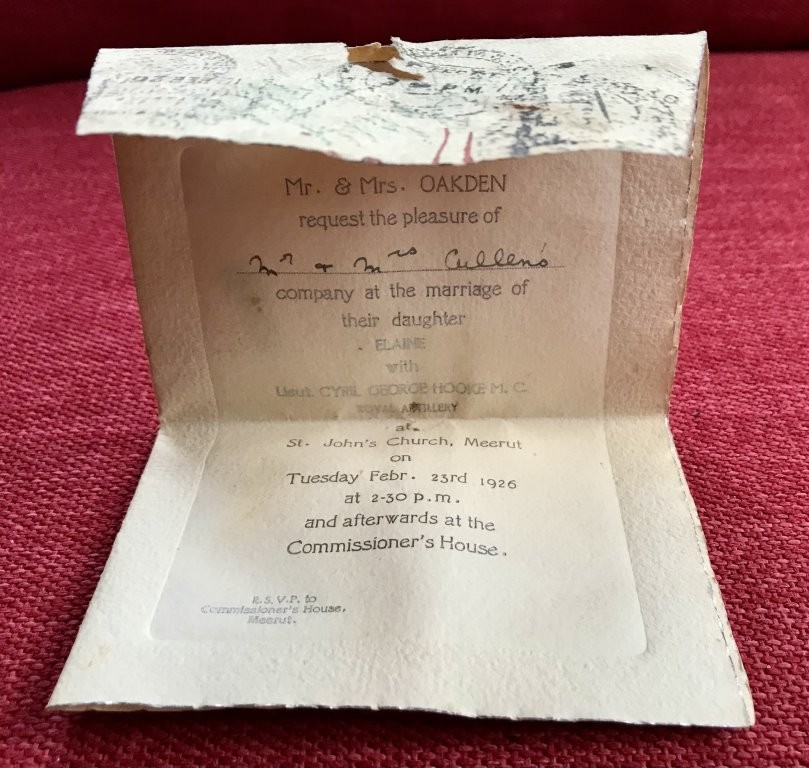 P.M.
Mr. & Mrs. OAKDEN
request the pleasure of
Mr & Mrs Cullen's
company at the marriage of
their daughter
ELAINE
with
Lieut. CYRIL GEORGE HOOKE M. C.
ROYAL ARTILLERY
at
St. John's Church, Meerut
on
Tuesday Febr. 23rd 1926
at 2-30 p.m.
and afterwards at the
Commissioner's House.
R. S. V. P. to
Commissioner's House,
Meerut.